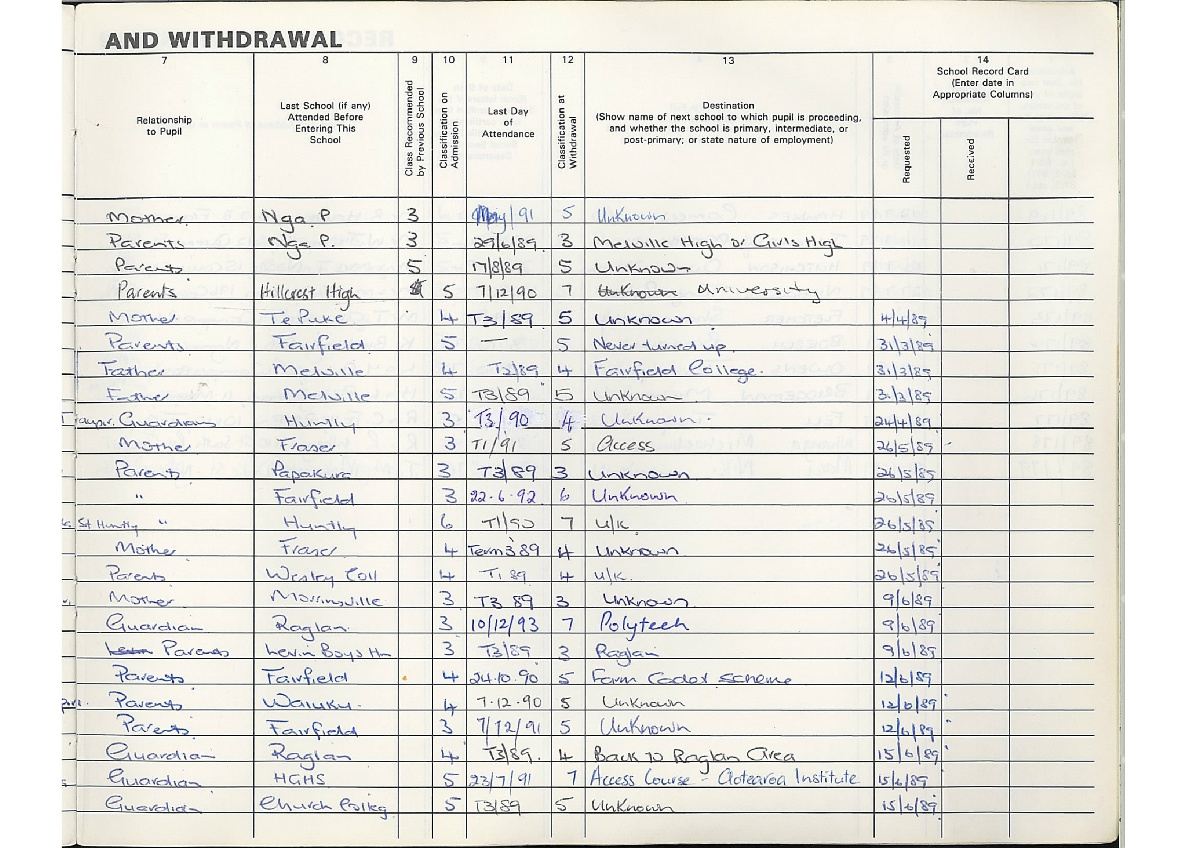 AND WITHDRAWAL
7 8 9 10 11 12 13 14
Relationship to Pupil
Last School (if any) Attended Before Entering This School
Class Recommended by Previous School
Classification on Admission
Last Day of Attendance
Classification at Withdrawal
Destination
(Show name of next school to which pupil is proceeding, and whether the school is primary, intermediate, or post-primary; or state nature of employment)
School Record Card
(Enter date in Appropriate Columns)
Requested
Received
Mother Nga P 3 May/91 5 Unknown
Parents Nga P. 3 29/6/89 3 Melville High or Girls High
Parents 5 17/8/89 5 Unknown
Parents Hillcrest High 5 7/12/90 7 Unknown University
Mother Te Puke 4 T3/89 5 Unknown 4/4/89
Parents Fairfield 5 — 5 Never turned up. 31/3/89
Father Melville 4 T2/89 4 Fairfield College. 31/3/89
Father Melville 5 T3/89 5 Unknown 31/3/89
Guardians Huntly 3 T3/90 4 Unknown 24/4/89
Mother Fraser 3 T1/91 5 Access 26/5/89
Parents Papakura 3 T3/89 3 Unknown 26/5/89
" Fairfield 3 22.6.92 6 Unknown 26/5/89
St Huntly " Huntly 6 T1/90 7 U/K 26/5/89
Mother Fraser 4 Term 3 89 4 Unknown 26/5/89
Parents Wesley Coll 4 T1 89 4 U/K. 26/5/89
Mother Morrinsville 3 T3 89 3 Unknown 9/6/89
Guardian Raglan 3 10/12/93 7 Polytech 9/6/89
Parents Levin Boys Hn 3 T3/89 3 Raglan 9/6/89
Parents Fairfield 4 24.10.90 5 Farm Cadet Scheme 12/6/89
Parents Waiuku. 4 7.12.90 5 Unknown 12/6/89
Parents Fairfield 3 7/12/91 5 Unknown 12/6/89
Guardian Raglan 4 T3/89. 4 Back to Raglan Area 15/6/89
Guardian HGHS 5 23/7/91 7 Access Course - Aotearoa Institute 15/6/89
Guardian Church College 5 T3/89 5 Unknown 15/6/89